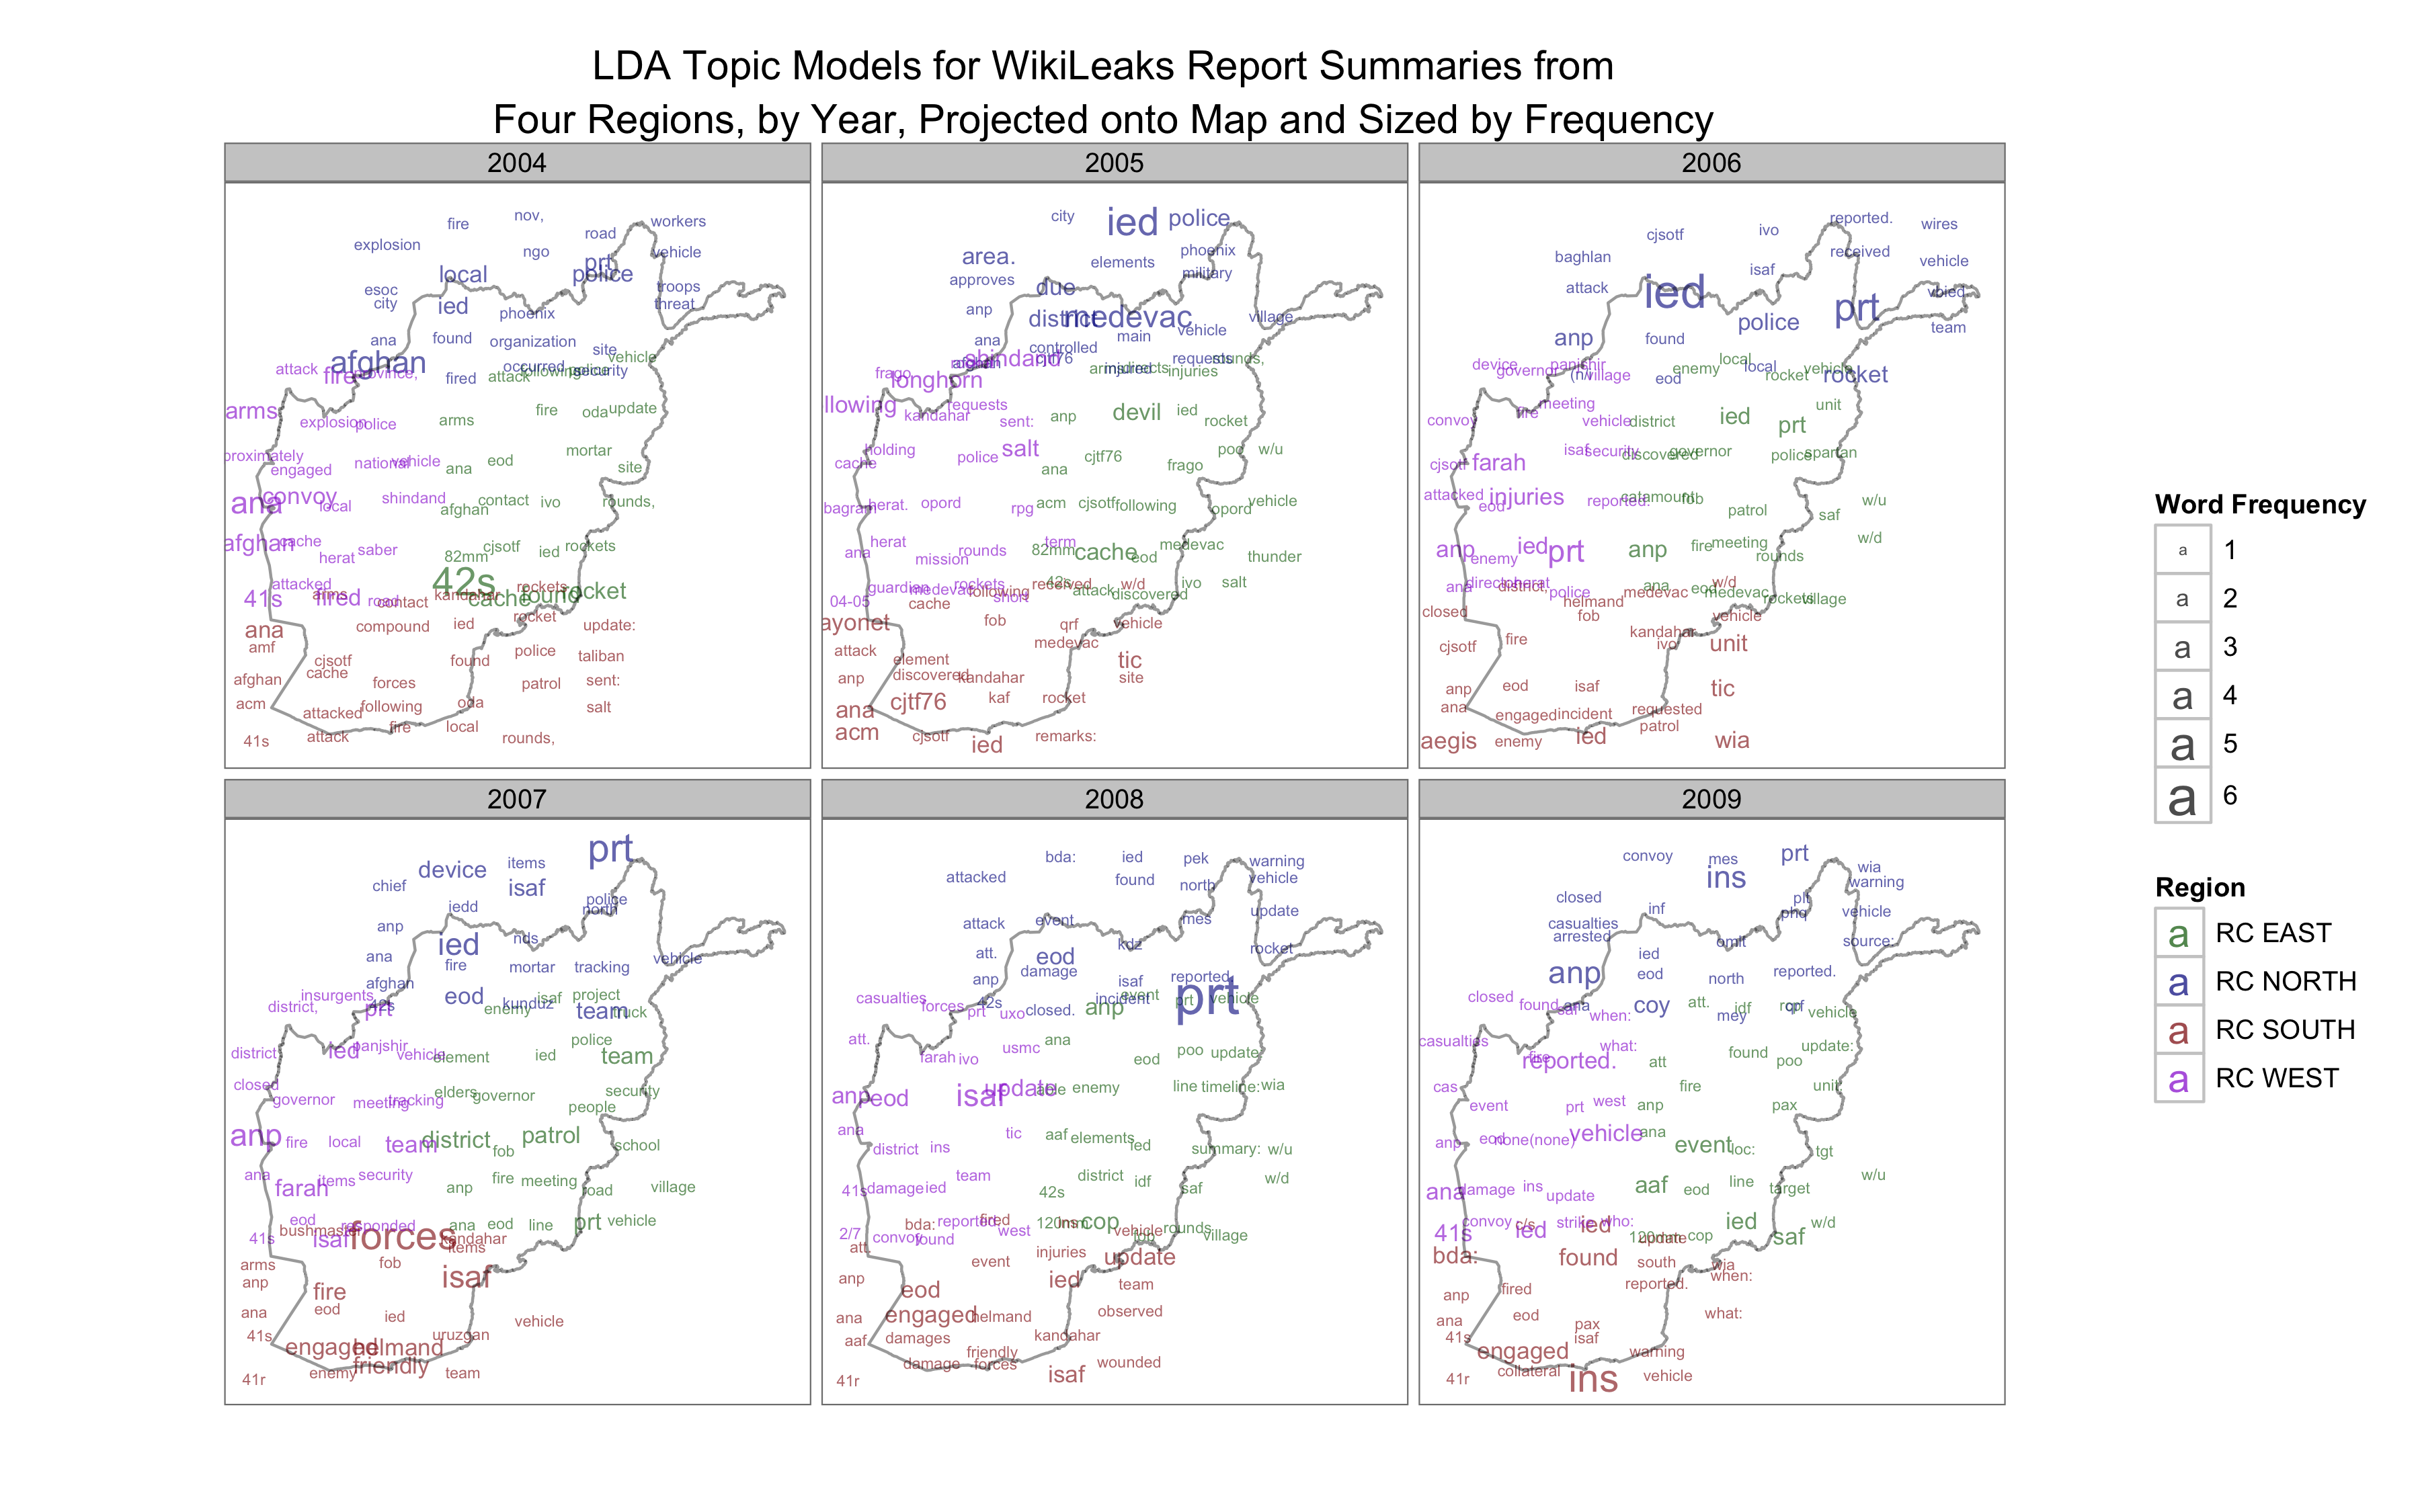 LDA Topic Models for WikiLeaks Report Summaries from
Four Regions, by Year, Projected onto Map and Sized by Frequency
2004
fire
nov,
workers
road
explosion
ngo
vehicle
prt
local
police
esoc
troops
city
ied
threat
phoenix
ana
found
organization
site
vehicle
afghan
occurred
attack
fire
province,
fired
attack
following
police
security
arms
explosion
police
arms
fire
oda
update
proximately
engaged
national
vehicle
ana
eod
mortar
site
ana
convoy
local
shindand
afghan
contact
ivo
rounds,
afghan
cache
herat
saber
82mm
cjsotf
ied
rockets
attacked
42s
rockets
rocket
41s
arms
fired
road
contact
kandahar
cache
found
ana
compound
ied
rocket
update:
amf
cjsotf
found
police
taliban
afghan
cache
forces
patrol
sent:
acm
attacked
following
oda
salt
fire
local
41s
attack
rounds,
2005
city
ied
police
area.
phoenix
elements
approves
military
due
anp
district
medevac
village
vehicle
ana
controlled
main
afghan
shindand
cjtf76
requests
rounds,
frago
longhorn
injured
injuries
llowing
kandahar
requests
sent:
anp
devil
ied
rocket
holding
police
salt
cjtf76
poo
w/u
cache
ana
frago
bagram
herat.
opord
rpg
acm
cjsotf
following
opord
vehicle
ana
herat
mission
rounds
term
82mm
cache
eod
medevac
thunder
guardian
medevac
rockets
short
following
received
42s
attack
w/d
discovered
ivo
salt
04-05
cache
ayonet
fob
qrf
vehicle
attack
element
medevac
tic
anp
discovered
kandahar
site
ana
cjtf76
kaf
rocket
acm
cjsotf
ied
remarks:
2006
cjsotf
ivo
reported.
wires
baghlan
isaf
received
vehicle
attack
ied
prt
vbied
anp
police
team
found
device
governor
panjshir
(n/i
village
eod
local
enemy
local
rocket
vehicle
rocket
convoy
fire
meeting
vehicle
district
ied
prt
unit
cjsotf
farah
isaf
security
discovered
governor
police
spartan
attacked
eod
injuries
reported:
catamount
fob
patrol
saf
w/u
anp
enemy
ied
prt
anp
fire
meeting
rounds
w/d
ana
director
herat
district,
police
ana
medevac
eod
w/d
medevac
rockets
village
closed
helmand
fob
vehicle
cjsotf
fire
kandahar
ivo
unit
anp
eod
isaf
tic
ana
engaged
incident
requested
patrol
aegis
enemy
ied
wia
2007
prt
device
items
chief
isaf
iedd
police
north
anp
ied
nds
ana
fire
mortar
tracking
vehicle
afghan
insurgents
district,
42s
prt
eod
enemy
kunduz
isaf
project
team
truck
district
ied
panjshir
vehicle
element
ied
police
team
closed
governor
meeting
tracking
elders
governor
people
security
anp
fire
local
team
district
fob
patrol
school
ana
farah
items
security
anp
fire
meeting
road
village
eod
bushmaster
responded
forces
ana
eod
line
prt
vehicle
41s
isaf
kandahar
items
arms
anp
fob
isaf
fire
ana
eod
ied
vehicle
41s
engaged
helmand
uruzgan
41r
enemy
friendly
team
2008
bda:
ied
pek
warning
attacked
found
north
vehicle
attack
event
mes
update
att.
eod
kdz
rocket
anp
damage
isaf
reported
casualties
forces
prt
42s
uxo
closed.
anp
incident
event
prt
prt
vehicle
att.
farah
ivo
usmc
ana
eod
poo
update:
anp
eod
isaf
update
able
enemy
line
timeline:
wia
ana
district
ins
tic
aaf
elements
ied
summary:
w/u
41s
damage
ied
team
42s
district
idf
saf
w/d
2/7
convoy
bda:
found
reported,
fired
west
120mm
ins
cop
vehicle
fob
rounds
village
att.
event
injuries
update
anp
eod
ied
team
ana
engaged
helmand
observed
aaf
damages
friendly
kandahar
damage
forces
isaf
wounded
41r
2009
convoy
mes
prt
ins
wia
warning
closed
inf
plt
phq
vehicle
casualties
arrested
omlt
source:
anp
ied
eod
north
reported.
closed
found
saf
ana
when:
coy
att.
idf
mey
qrf
vehicle
casualties
fire
reported.
what:
att
found
poo
update:
cas
event
prt
west
anp
fire
pax
unit:
anp
eod
none(none)
vehicle
ana
event
loc:
tgt
ana
damage
ins
update
aaf
eod
line
target
w/u
41s
convoy
c/s
ied
strike
ied
who:
120mm
update
cop
ied
saf
w/d
bda:
found
south
wia
when:
anp
fired
reported.
ana
eod
pax
what:
41s
isaf
engaged
warning
41r
collateral
ins
vehicle
Word Frequency
a 1
a 2
a 3
a 4
a 5
a 6
Region
a RC EAST
a RC NORTH
a RC SOUTH
a RC WEST